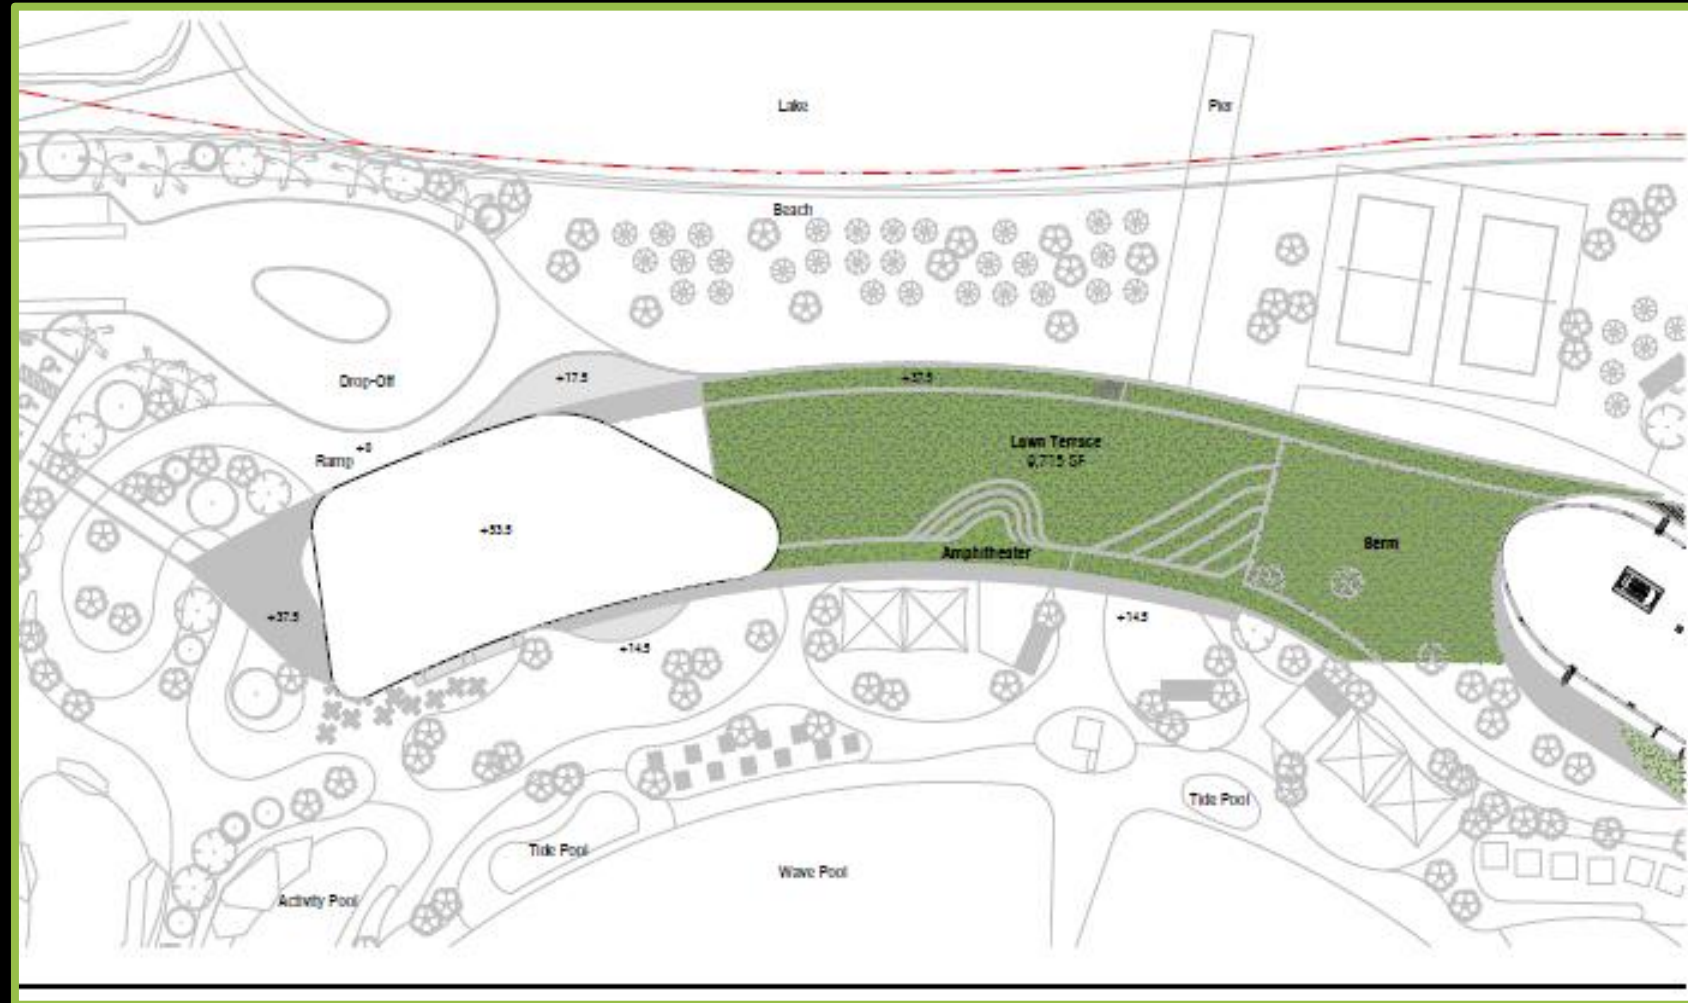 Lake
Pier
Beach
Drop-Off
+17.5
+37.5
Lawn Terrace
9,715 SF
Ramp
+0
+53.5
Amphitheater
Berm
+37.5
+14.5
+14.5
Tide Pool
Tide Pool
Wave Pool
Activity Pool